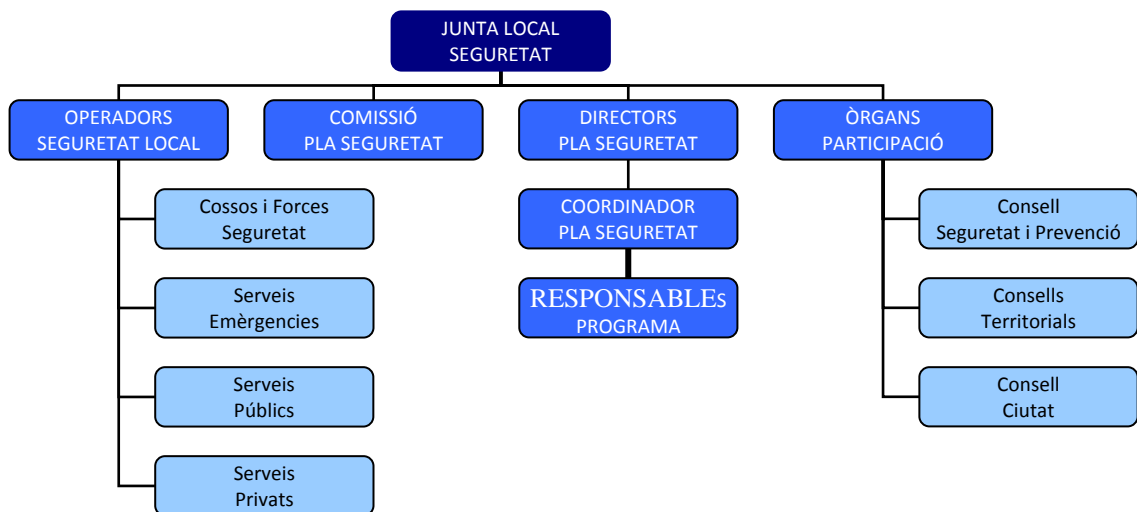 JUNTA LOCAL
SEGURETAT
OPERADORS
SEGURETAT LOCAL
COMISSIÓ
PLA SEGURETAT
DIRECTORS
PLA SEGURETAT
ÒRGANS
PARTICIPACIÓ
Cossos i Forces
Seguretat
COORDINADOR
PLA SEGURETAT
Consell
Seguretat i Prevenció
Serveis
Emèrgencies
RESPONSABLEs
PROGRAMA
Consells
Territorials
Serveis
Públics
Consell
Ciutat
Serveis
Privats